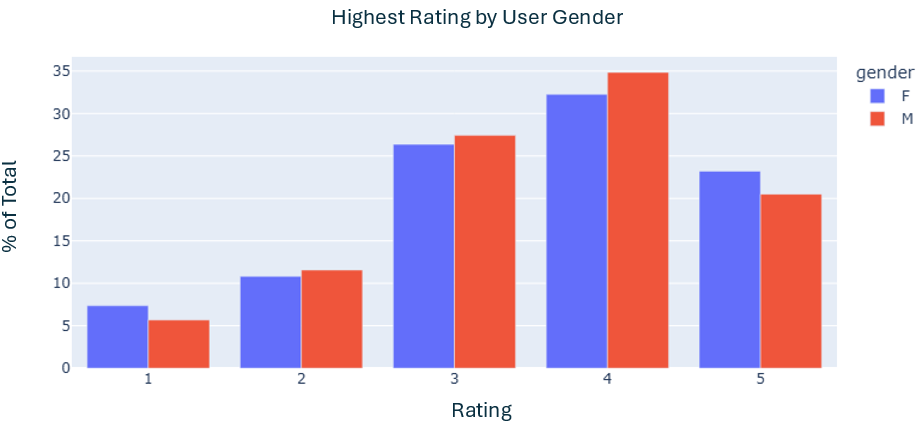 Highest Rating by User Gender
% of Total
35
30
25
20
15
10
5
0
1 2 3 4 5
Rating
gender
F
M